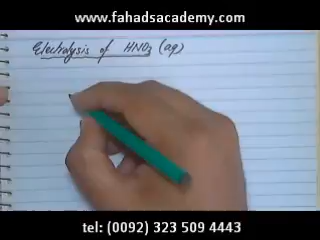 www.fahadsacademy.com
Electrolysis of HNO₃ (aq)
tel: (0092) 323 509 4443